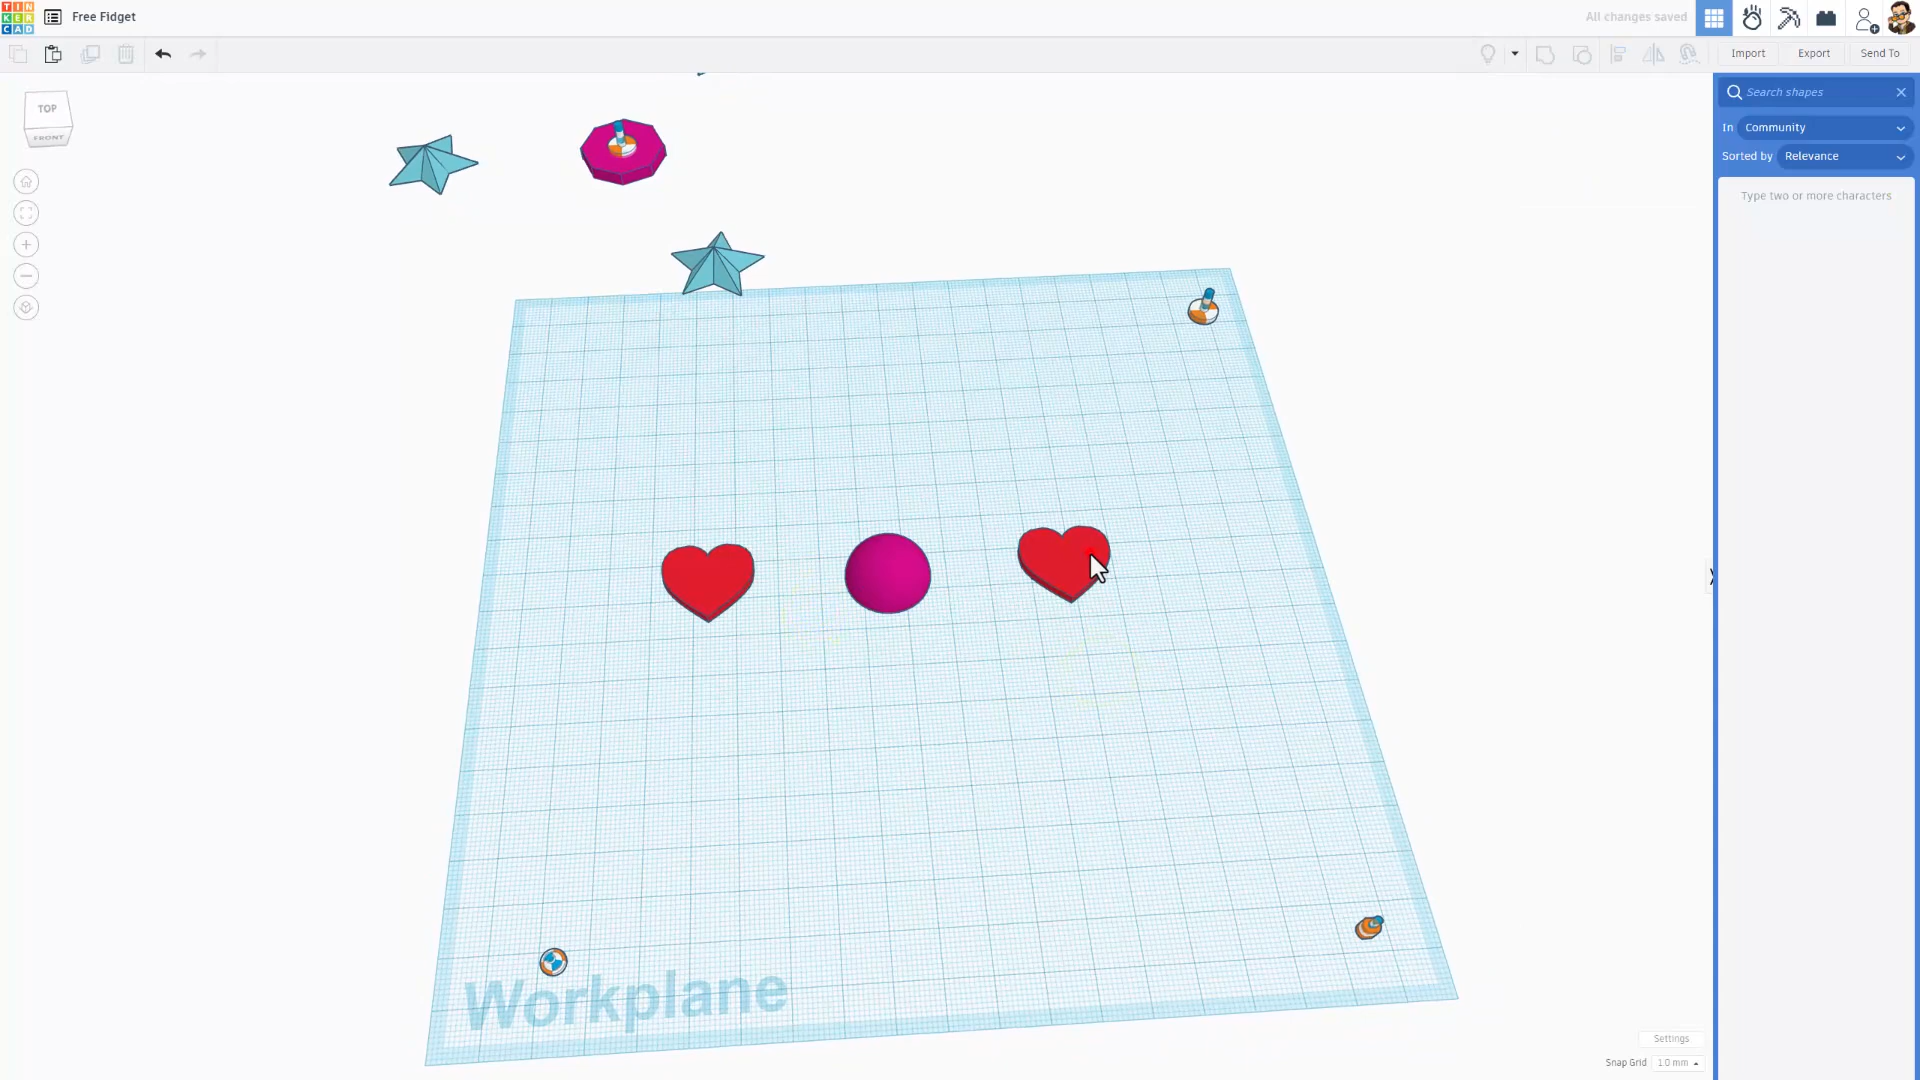 TIN
KER
CAD
Free Fidget
All changes saved
Import
Export
Send To
TOP
FRONT
Search shapes
In
Community
Sorted by
Relevance
Type two or more characters
Workplane
Settings
Snap Grid
1.0 mm